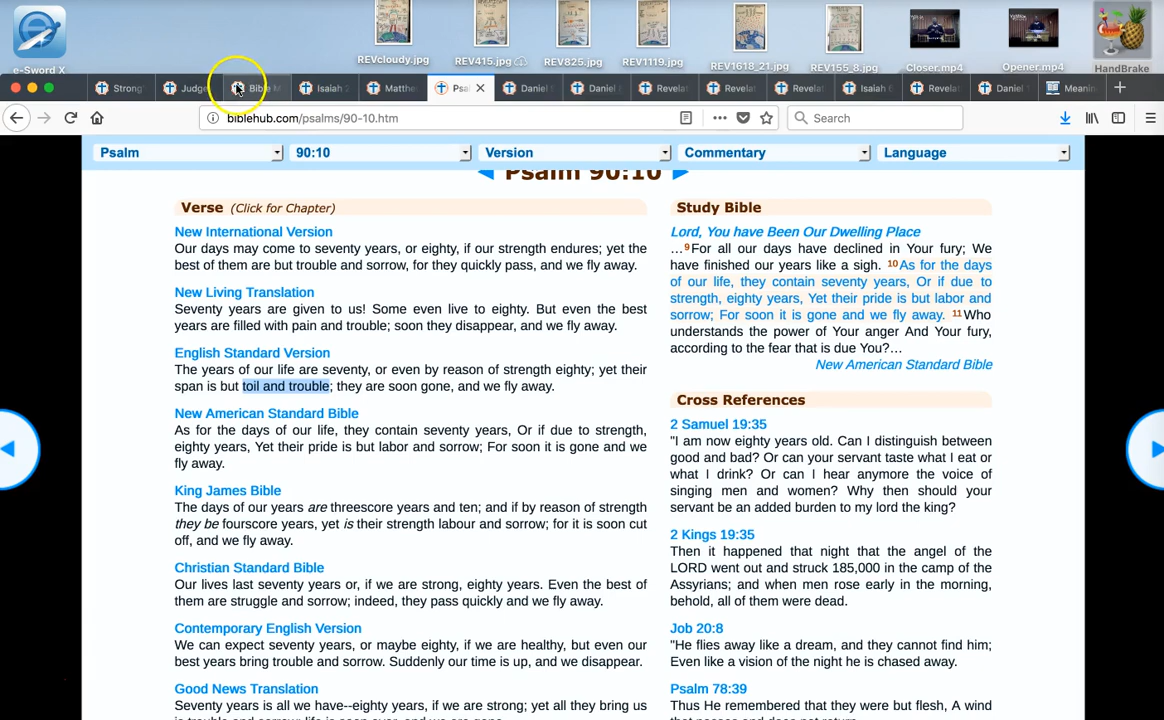 REVcloudy.jpg
REV415.jpg
REV825.jpg
REV1119.jpg
REV1618_21.jpg
REV155_8.jpg
Closer.mp4
Opener.mp4
HandBrake
e-Sword X
Strong'
Judge
Bible M
Isaiah 2
Matthe
Psa
Daniel 9
Daniel
Revelat
Revelat
Revelat
Isaiah 6
Revelat
Daniel 1
Meanin
biblehub.com/psalms/90-10.htm
Search
Psalm
90:10
Version
Commentary
Language
Psalm 90:10
Verse (Click for Chapter)
New International Version
Our days may come to seventy years, or eighty, if our strength endures; yet the
best of them are but trouble and sorrow, for they quickly pass, and we fly away.
New Living Translation
Seventy years are given to us! Some even live to eighty. But even the best
years are filled with pain and trouble; soon they disappear, and we fly away.
English Standard Version
The years of our life are seventy, or even by reason of strength eighty; yet their
span is but toil and trouble; they are soon gone, and we fly away.
New American Standard Bible
As for the days of our life, they contain seventy years, Or if due to strength,
eighty years, Yet their pride is but labor and sorrow; For soon it is gone and we
fly away.
King James Bible
The days of our years are threescore years and ten; and if by reason of strength
they be fourscore years, yet is their strength labour and sorrow; for it is soon cut
off, and we fly away.
Christian Standard Bible
Our lives last seventy years or, if we are strong, eighty years. Even the best of
them are struggle and sorrow; indeed, they pass quickly and we fly away.
Contemporary English Version
We can expect seventy years, or maybe eighty, if we are healthy, but even our
best years bring trouble and sorrow. Suddenly our time is up, and we disappear.
Good News Translation
Seventy years is all we have--eighty years, if we are strong; yet all they bring us
Study Bible
Lord, You have Been Our Dwelling Place
…9For all our days have declined in Your fury; We
have finished our years like a sigh. 10As for the days
of our life, they contain seventy years, Or if due to
strength, eighty years, Yet their pride is but labor and
sorrow; For soon it is gone and we fly away. 11Who
understands the power of Your anger And Your fury,
according to the fear that is due You?…
New American Standard Bible
Cross References
2 Samuel 19:35
"I am now eighty years old. Can I distinguish between
good and bad? Or can your servant taste what I eat or
what I drink? Or can I hear anymore the voice of
singing men and women? Why then should your
servant be an added burden to my lord the king?
2 Kings 19:35
Then it happened that night that the angel of the
LORD went out and struck 185,000 in the camp of the
Assyrians; and when men rose early in the morning,
behold, all of them were dead.
Job 20:8
"He flies away like a dream, and they cannot find him;
Even like a vision of the night he is chased away.
Psalm 78:39
Thus He remembered that they were but flesh, A wind